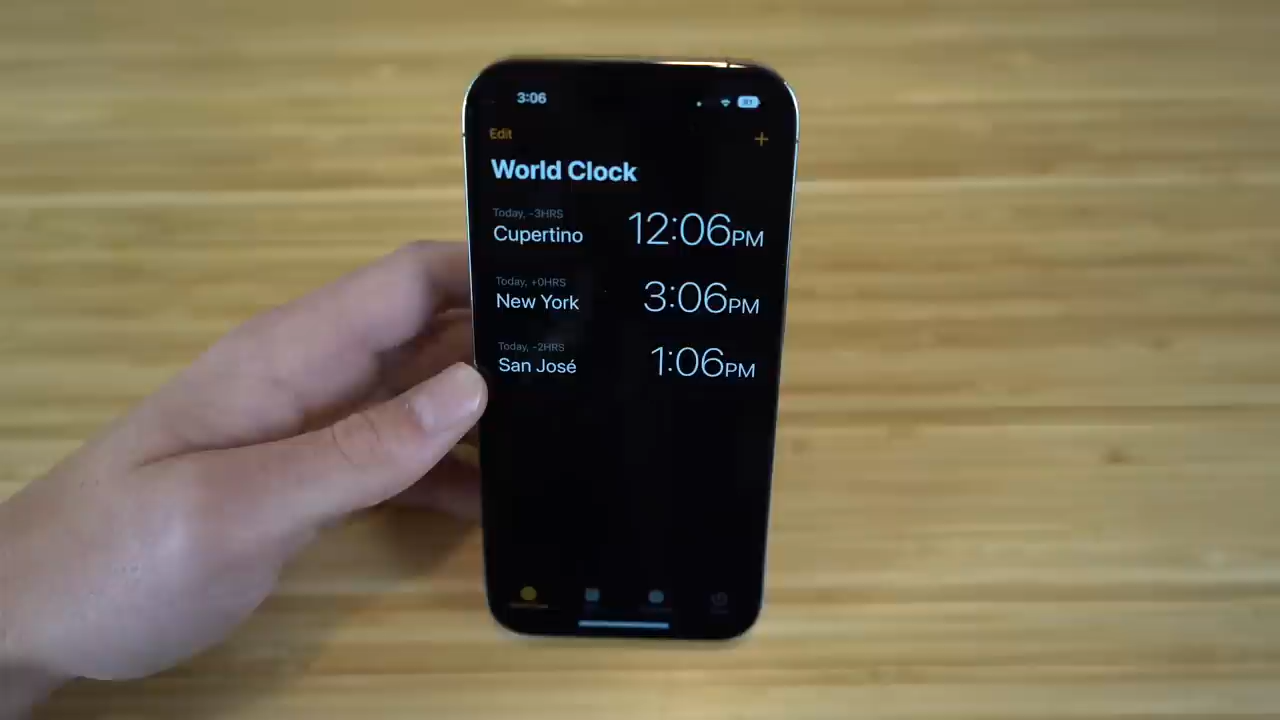 3:06
Edit
+
World Clock
Today, -3HRS
Cupertino
12:06PM
Today, +0HRS
New York
3:06PM
Today, -2HRS
San José
1:06PM